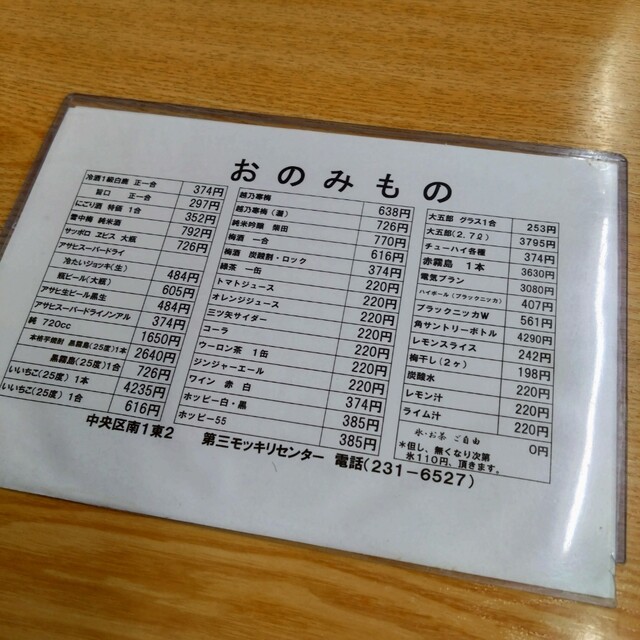 おのみもの
冷酒1級白鹿 正一合 374円
辛口 正一合 297円
にごり酒 特価 1合 352円
雪中梅 純米酒 792円
サッポロ ヱビス 大瓶 726円
アサヒスーパードライ
冷たいジョッキ(生) 484円
瓶ビール(大瓶) 605円
アサヒ生ビール黒生 484円
アサヒスーパードライノンアル 374円
純 720cc 1650円
本格芋焼酎 黒霧島(25度)1本 2640円
黒霧島(25度)1合 726円
いいちこ(25度) 1本 4235円
いいちこ(25度) 1合 616円
越乃寒梅 638円
越乃寒梅(灑) 726円
純米吟醸 柴田 770円
梅酒 一合 616円
梅酒 炭酸割・ロック 374円
緑茶 一缶 220円
トマトジュース 220円
オレンジジュース 220円
三ツ矢サイダー 220円
コーラ 220円
ウーロン茶 1缶 220円
ジンジャーエール 220円
ワイン 赤 白 374円
ホッピー白・黒 385円
ホッピー55 385円
大五郎 グラス1合 253円
大五郎(2.7ℓ) 3795円
チューハイ各種 374円
赤霧島 1本 3630円
電気ブラン 3080円
ハイボール(ブラックニッカ) 407円
ブラックニッカW 561円
角サントリーボトル 4290円
レモンスライス 242円
梅干し(2ヶ) 198円
炭酸水 220円
レモン汁 220円
ライム汁 220円
氷・お茶 ご自由 0円
*但し、無くなり次第
氷110円、頂きます。
中央区南1東2 第三モッキリセンター 電話(231-6527)